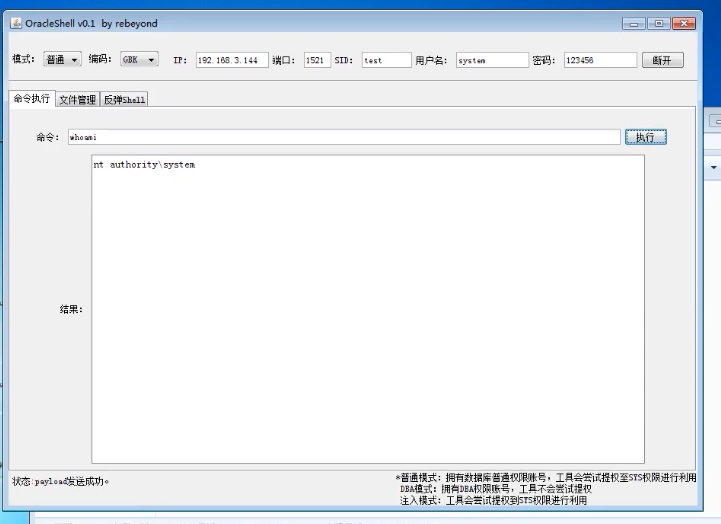 OracleShell v0.1 by rebeyond
模式: 普通 编码: GBK IP: 192.168.3.144 端口: 1521 SID: test 用户名: system 密码: 123456 断开
命令执行 文件管理 反弹Shell
命令: whoami 执行
nt authority\system
结果:
状态:payload发送成功。
*普通模式: 拥有数据库普通权限账号，工具会尝试提权至SYS权限进行利用
DBA模式: 拥有DBA权限账号，工具不会尝试提权
注入模式: 工具会尝试提权到SYS权限进行利用